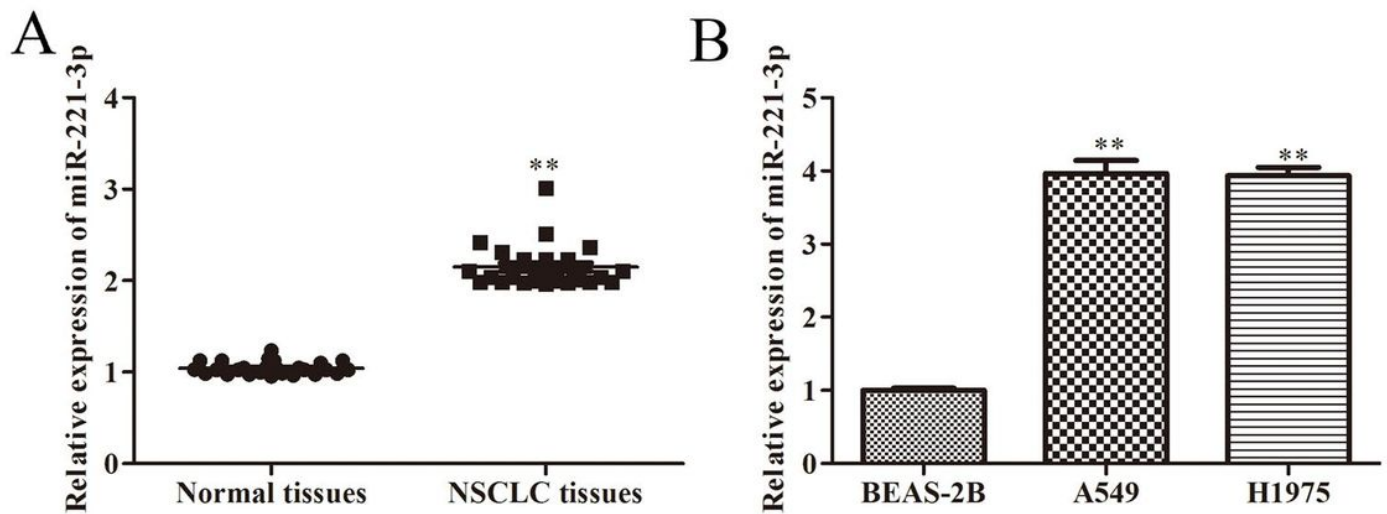 A
Relative expression of miR-221-3p
4
3
2
1
0
**
Normal tissues
NSCLC tissues
B
Relative expression of miR-221-3p
5
4
3
2
1
0
**
**
BEAS-2B
A549
H1975